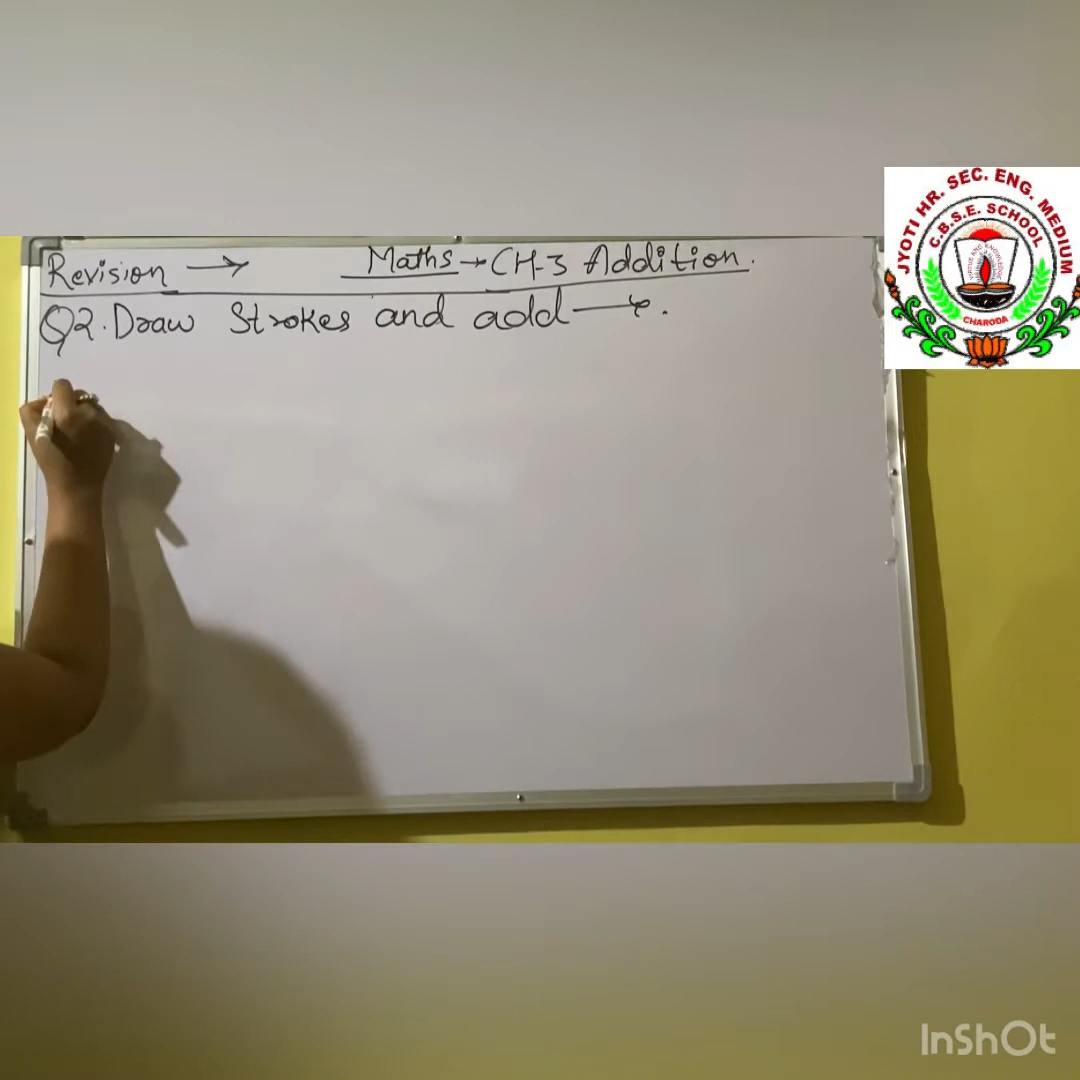 Revision → Maths → CH-3 Addition.
Q2. Draw Strokes and add →.
JYOTI HR. SEC. ENG. MEDIUM
C.B.S.E. SCHOOL
CHARODA
InShOt